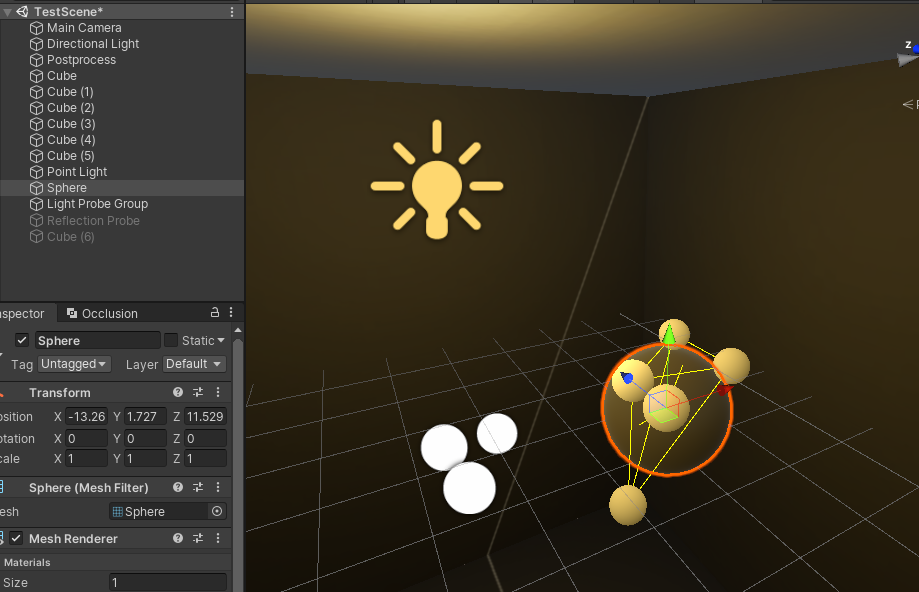 TestScene*
Main Camera
Directional Light
Postprocess
Cube
Cube (1)
Cube (2)
Cube (3)
Cube (4)
Cube (5)
Point Light
Sphere
Light Probe Group
Reflection Probe
Cube (6)
z
nspector Occlusion
Sphere Static
Tag Untagged Layer Default
Transform
osition X -13.26 Y 1.727 Z 11.529
otation X 0 Y 0 Z 0
cale X 1 Y 1 Z 1
Sphere (Mesh Filter)
esh Sphere
Mesh Renderer
Materials
Size 1